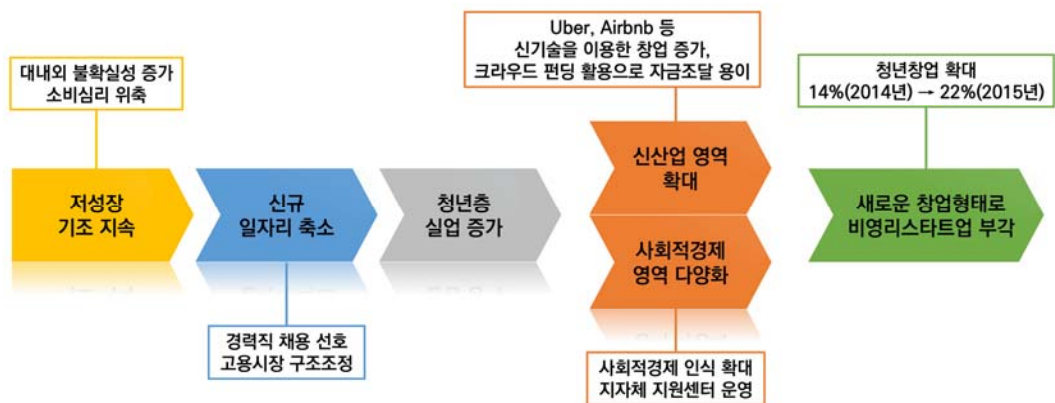 대내외 불확실성 증가
소비심리 위축
저성장
기조 지속
신규
일자리 축소
경력직 채용 선호
고용시장 구조조정
청년층
실업 증가
Uber, Airbnb 등
신기술을 이용한 창업 증가,
크라우드 펀딩 활용으로 자금조달 용이
신산업 영역
확대
사회적경제
영역 다양화
사회적경제 인식 확대
지자체 지원센터 운영
청년창업 확대
14%(2014년) → 22%(2015년)
새로운 창업형태로
비영리스타트업 부각